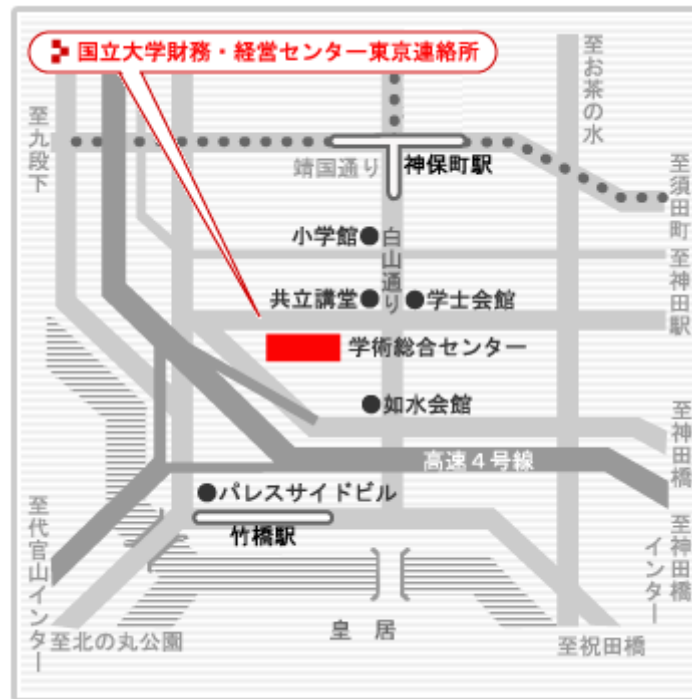 国立大学財務・経営センター東京連絡所
至お茶の水
至九段下
靖国通り
神保町駅
至須田町
小学館
白山通り
至神田駅
共立講堂
学士会館
学術総合センター
如水会館
至神田橋
高速4号線
パレスサイドビル
竹橋駅
至代官山インター
至神田橋インター
皇居
至北の丸公園
至祝田橋